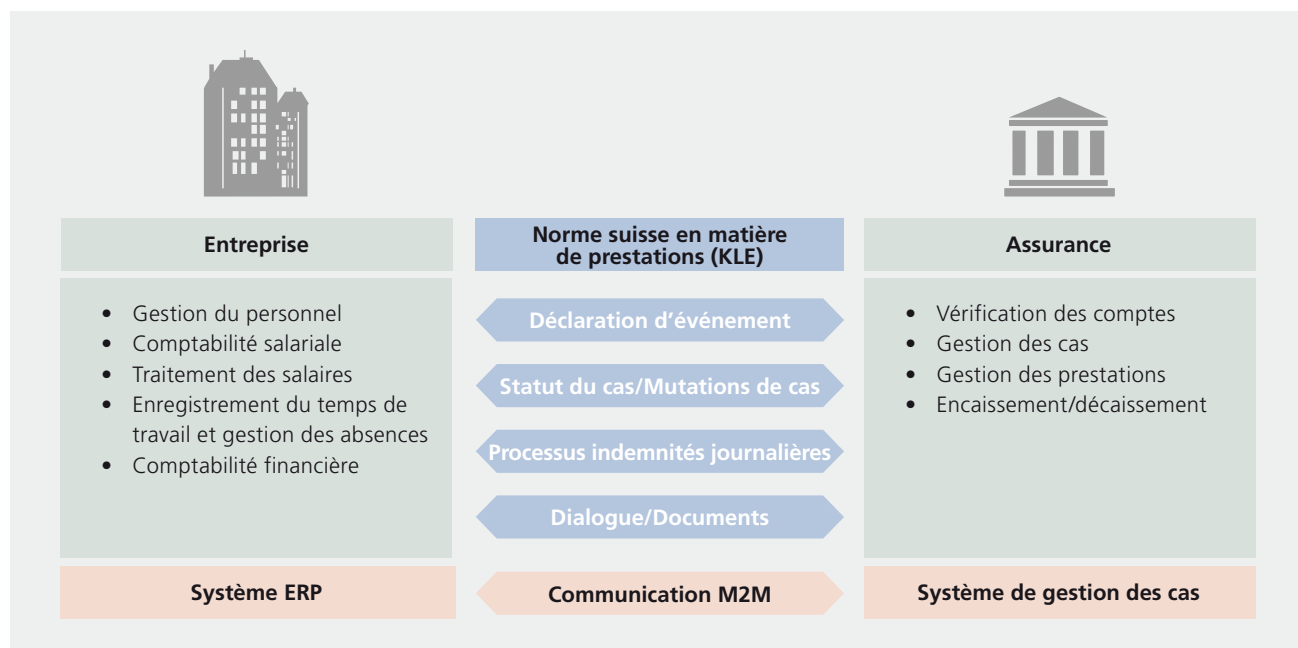 Entreprise
• Gestion du personnel
• Comptabilité salariale
• Traitement des salaires
• Enregistrement du temps de
travail et gestion des absences
• Comptabilité financière
Système ERP
Norme suisse en matière
de prestations (KLE)
Déclaration d’événement
Statut du cas/Mutations de cas
Processus indemnités journalières
Dialogue/Documents
Communication M2M
Assurance
• Vérification des comptes
• Gestion des cas
• Gestion des prestations
• Encaissement/décaissement
Système de gestion des cas